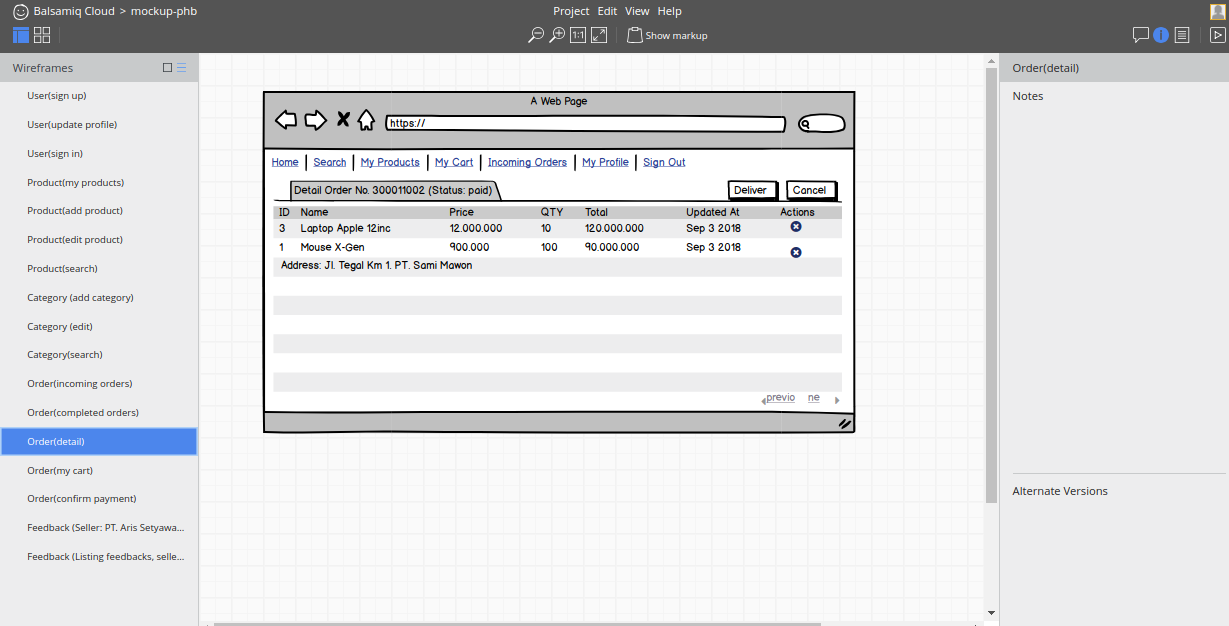 Balsamiq Cloud > mockup-phb
Project Edit View Help
1:1 Show markup
Wireframes
User(sign up)
User(update profile)
User(sign in)
Product(my products)
Product(add product)
Product(edit product)
Product(search)
Category (add category)
Category (edit)
Category(search)
Order(incoming orders)
Order(completed orders)
Order(detail)
Order(my cart)
Order(confirm payment)
Feedback (Seller: PT. Aris Setyawa...
Feedback (Listing feedbacks, selle...
A Web Page
https://
Home Search My Products My Cart Incoming Orders My Profile Sign Out
Detail Order No. 300011002 (Status: paid) Deliver Cancel
ID Name Price QTY Total Updated At Actions
3 Laptop Apple 12inc 12.000.000 10 120.000.000 Sep 3 2018
1 Mouse X-Gen 900.000 100 90.000.000 Sep 3 2018
Address: Jl. Tegal Km 1. PT. Sami Mawon
previo ne
Order(detail)
Notes
Alternate Versions